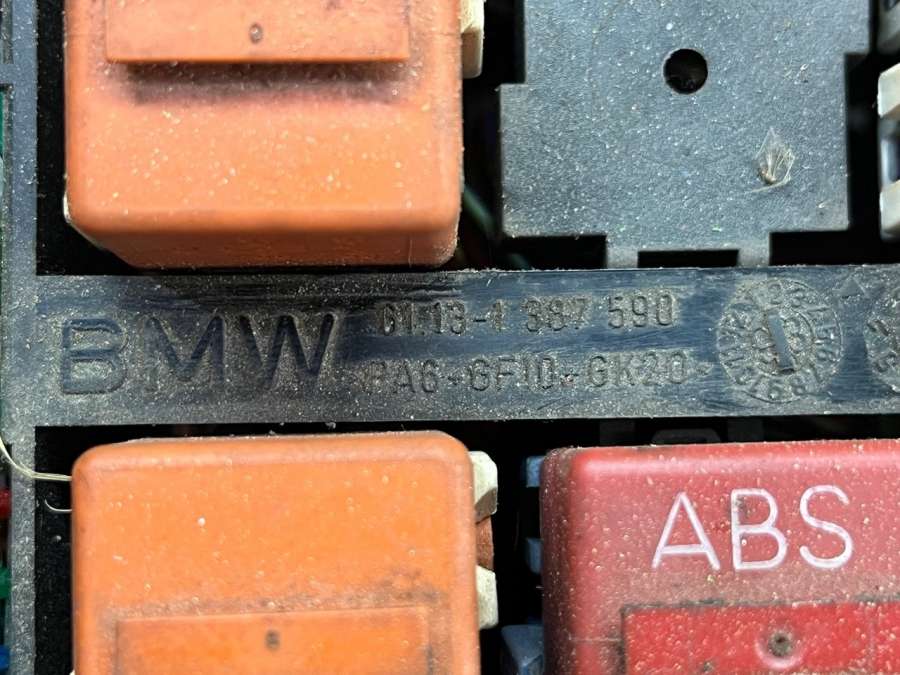 BMW
61.13-1 387 590
PA6-GF10-GK20
ABS